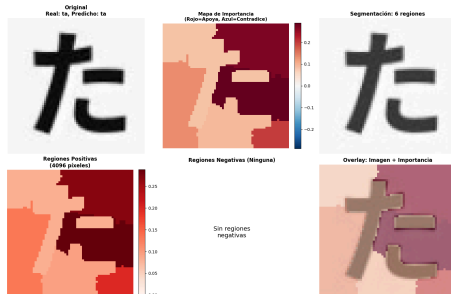 Original
Real: ta, Predicho: ta
た
Mapa de Importancia
(Rojo=Apoya, Azul=Contradice)
0.2
0.1
0.0
−0.1
−0.2
Segmentación: 6 regiones
た
Regiones Positivas
(4096 pixeles)
0.25
0.20
0.15
0.10
0.05
Regiones Negativas (Ninguna)
Sin regiones
negativas
Overlay: Imagen + Importancia
た